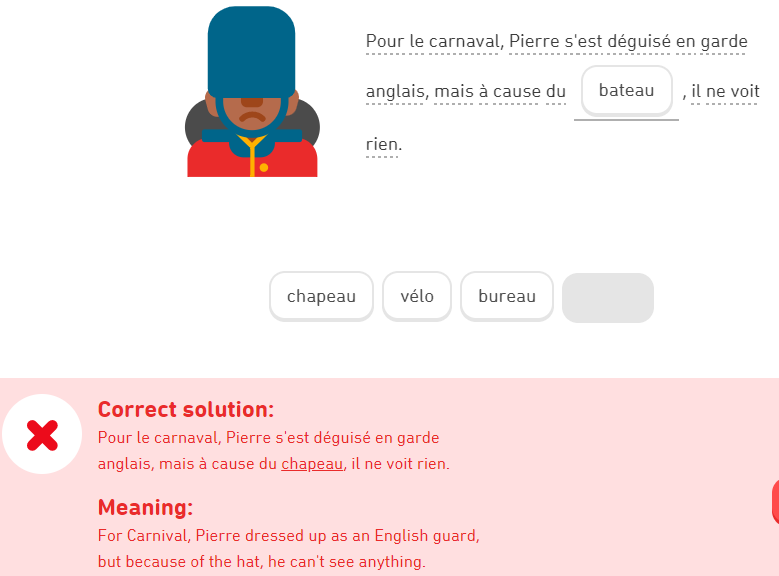 Pour le carnaval, Pierre s'est déguisé en garde
anglais, mais à cause du bateau , il ne voit
rien.
chapeau vélo bureau
Correct solution:
Pour le carnaval, Pierre s'est déguisé en garde
anglais, mais à cause du chapeau, il ne voit rien.
Meaning:
For Carnival, Pierre dressed up as an English guard,
but because of the hat, he can't see anything.